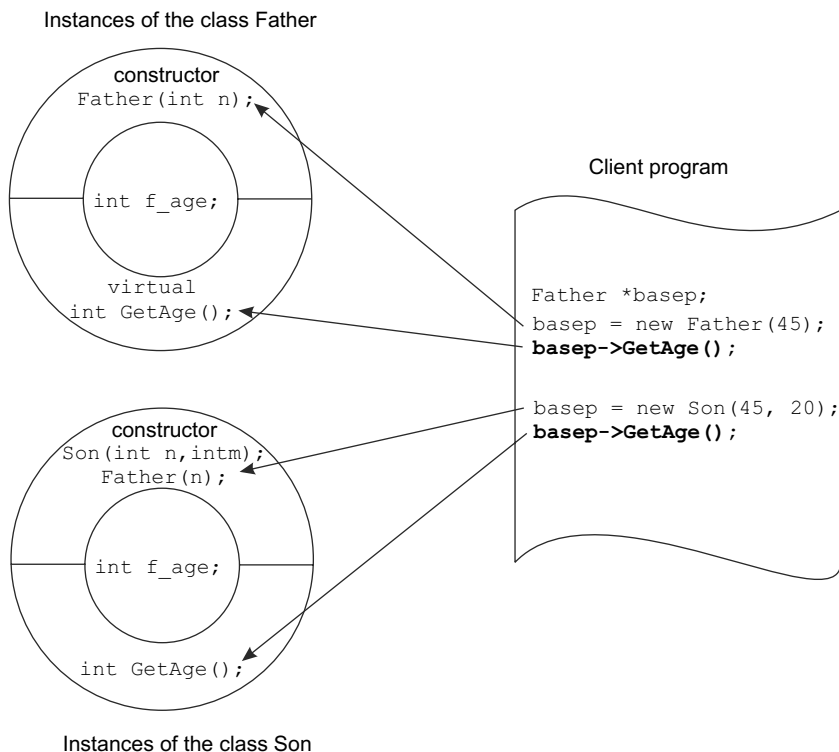 Instances of the class Father
constructor
Father(int n);
int f_age;
virtual
int GetAge();
Client program
Father *basep;
basep = new Father(45);
basep->GetAge();
basep = new Son(45, 20);
basep->GetAge();
constructor
Son(int n,intm);
Father(n);
int f_age;
int GetAge();
Instances of the class Son